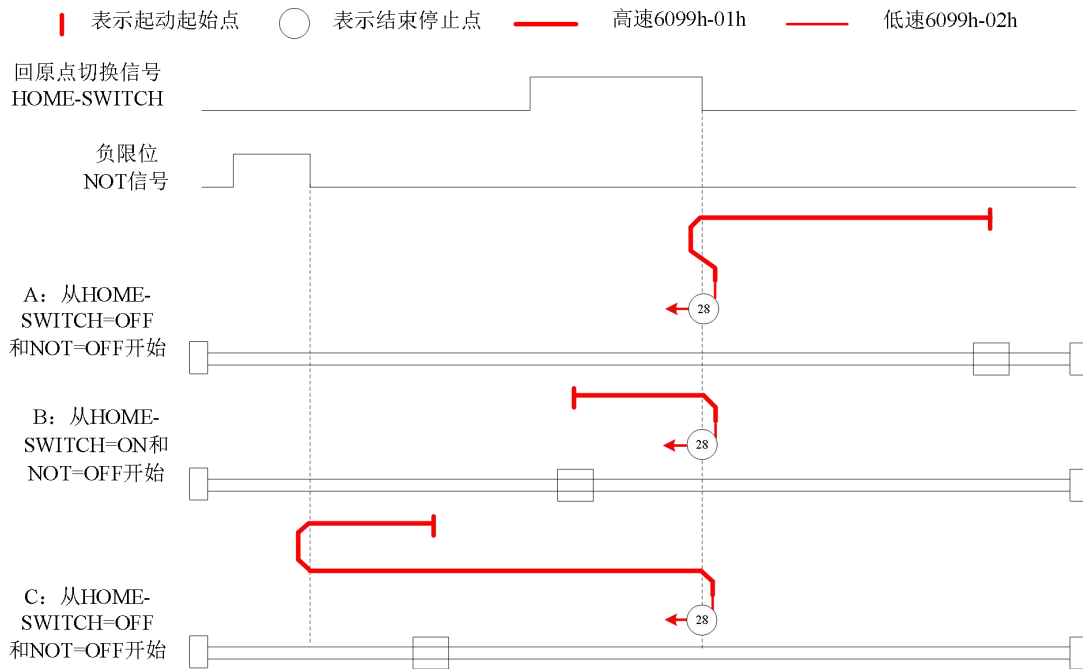 表示起动起始点 表示结束停止点 高速6099h-01h 低速6099h-02h
回原点切换信号
HOME-SWITCH
负限位
NOT信号
A：从HOME-
SWITCH=OFF
和NOT=OFF开始
28
B：从HOME-
SWITCH=ON和
NOT=OFF开始
28
C：从HOME-
SWITCH=OFF
和NOT=OFF开始
28